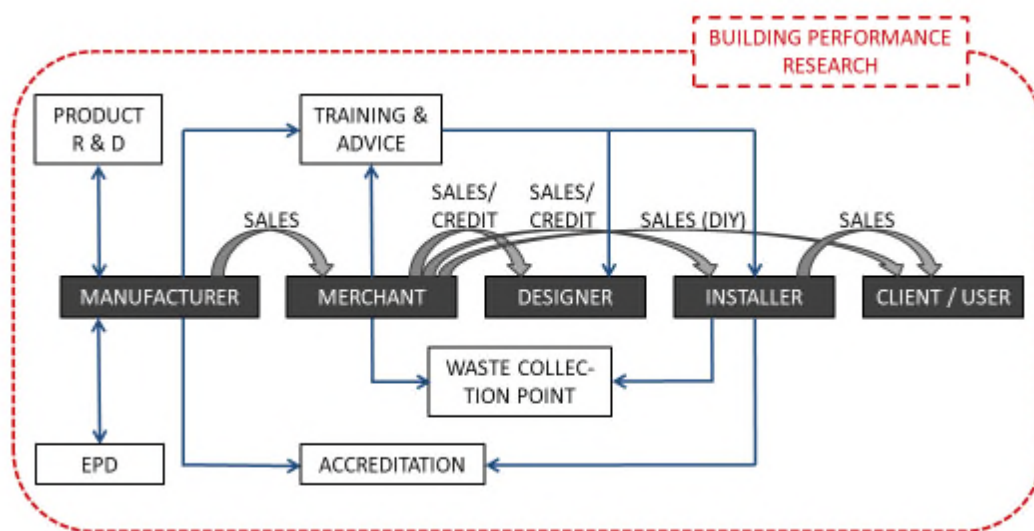 BUILDING PERFORMANCE
RESEARCH
PRODUCT
R & D
TRAINING &
ADVICE
SALES
SALES/
CREDIT
SALES/
CREDIT
SALES (DIY)
SALES
MANUFACTURER
MERCHANT
DESIGNER
INSTALLER
CLIENT / USER
WASTE COLLEC-
TION POINT
EPD
ACCREDITATION